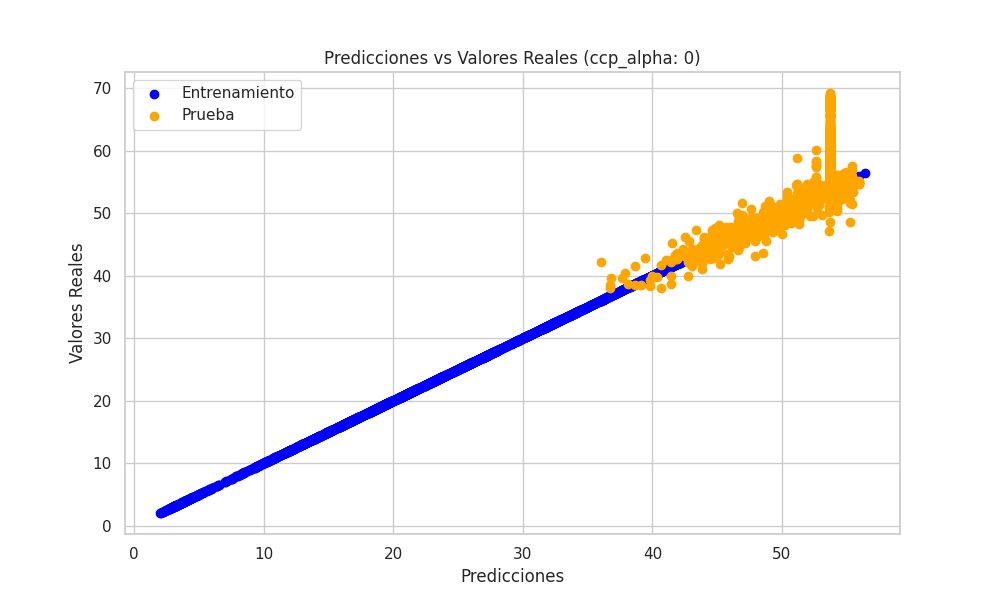 Predicciones vs Valores Reales (ccp_alpha: 0)
Entrenamiento
Prueba
Valores Reales
70
60
50
40
30
20
10
0
0 10 20 30 40 50
Predicciones